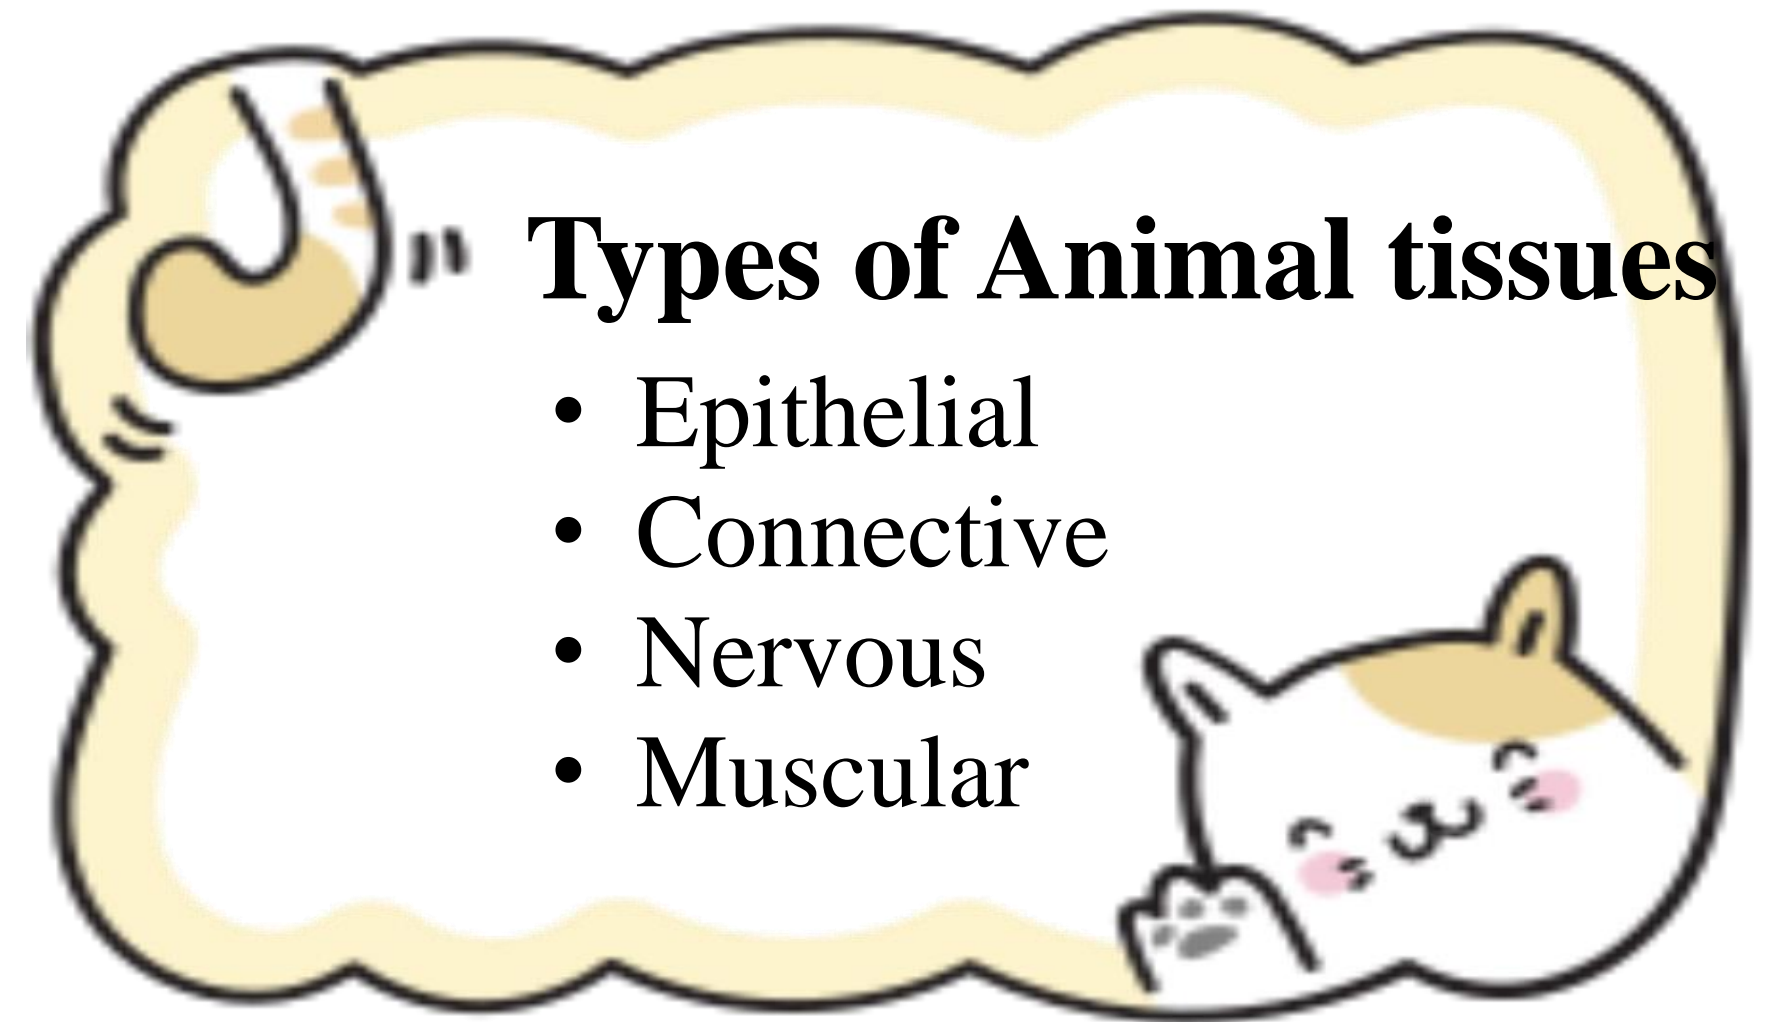 Types of Animal tissues
• Epithelial
• Connective
• Nervous
• Muscular